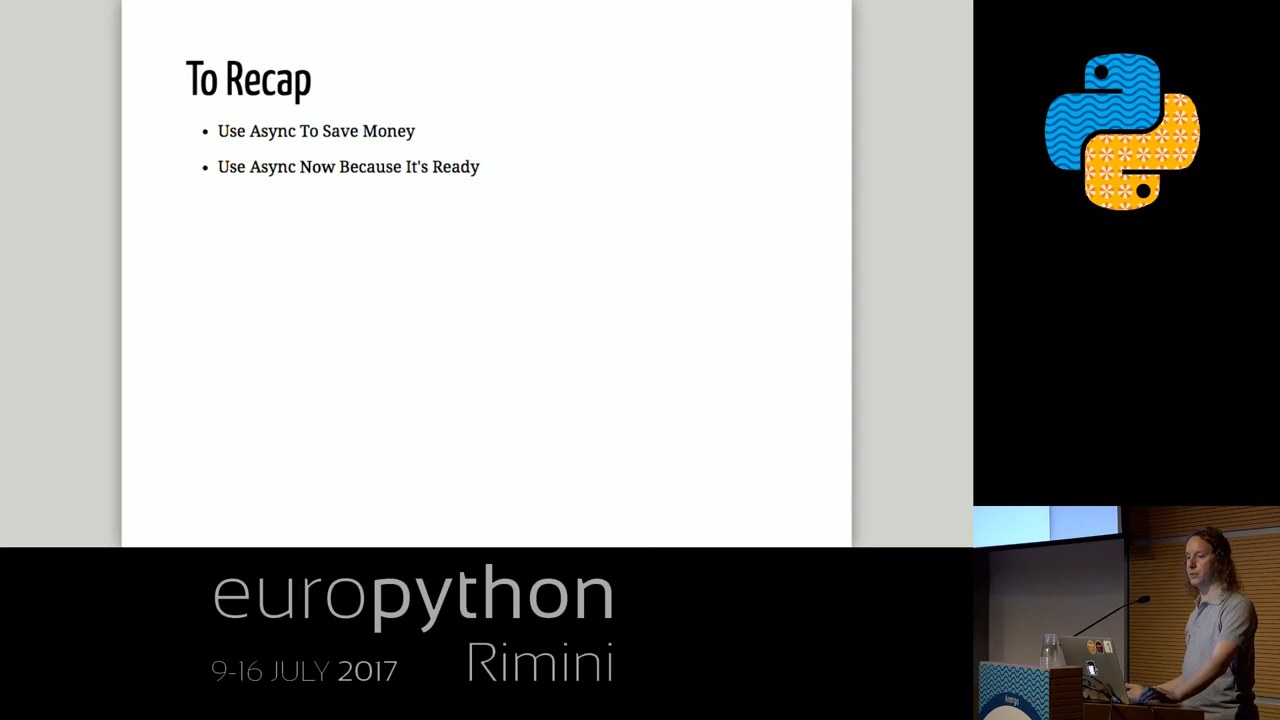 To Recap
• Use Async To Save Money
• Use Async Now Because It's Ready
europython
9-16 JULY 2017
Rimini
Arengo